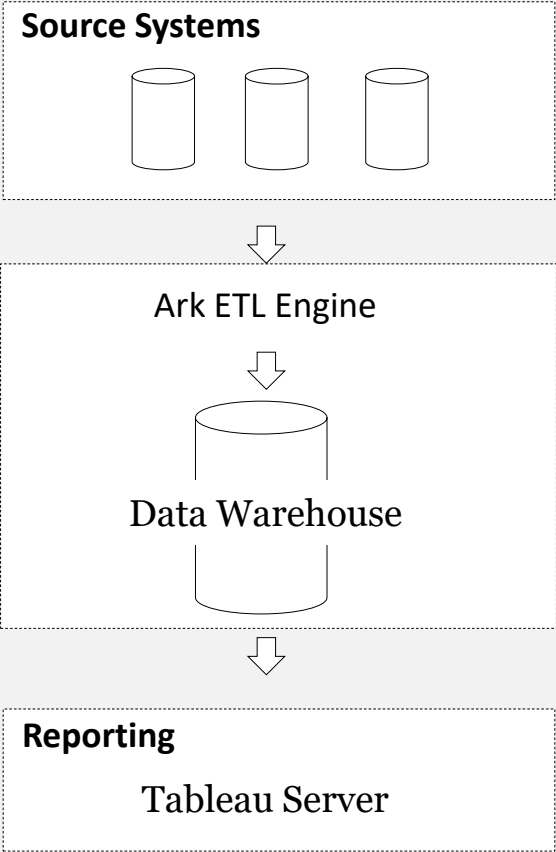 Source Systems
Ark ETL Engine
Data Warehouse
Reporting
Tableau Server